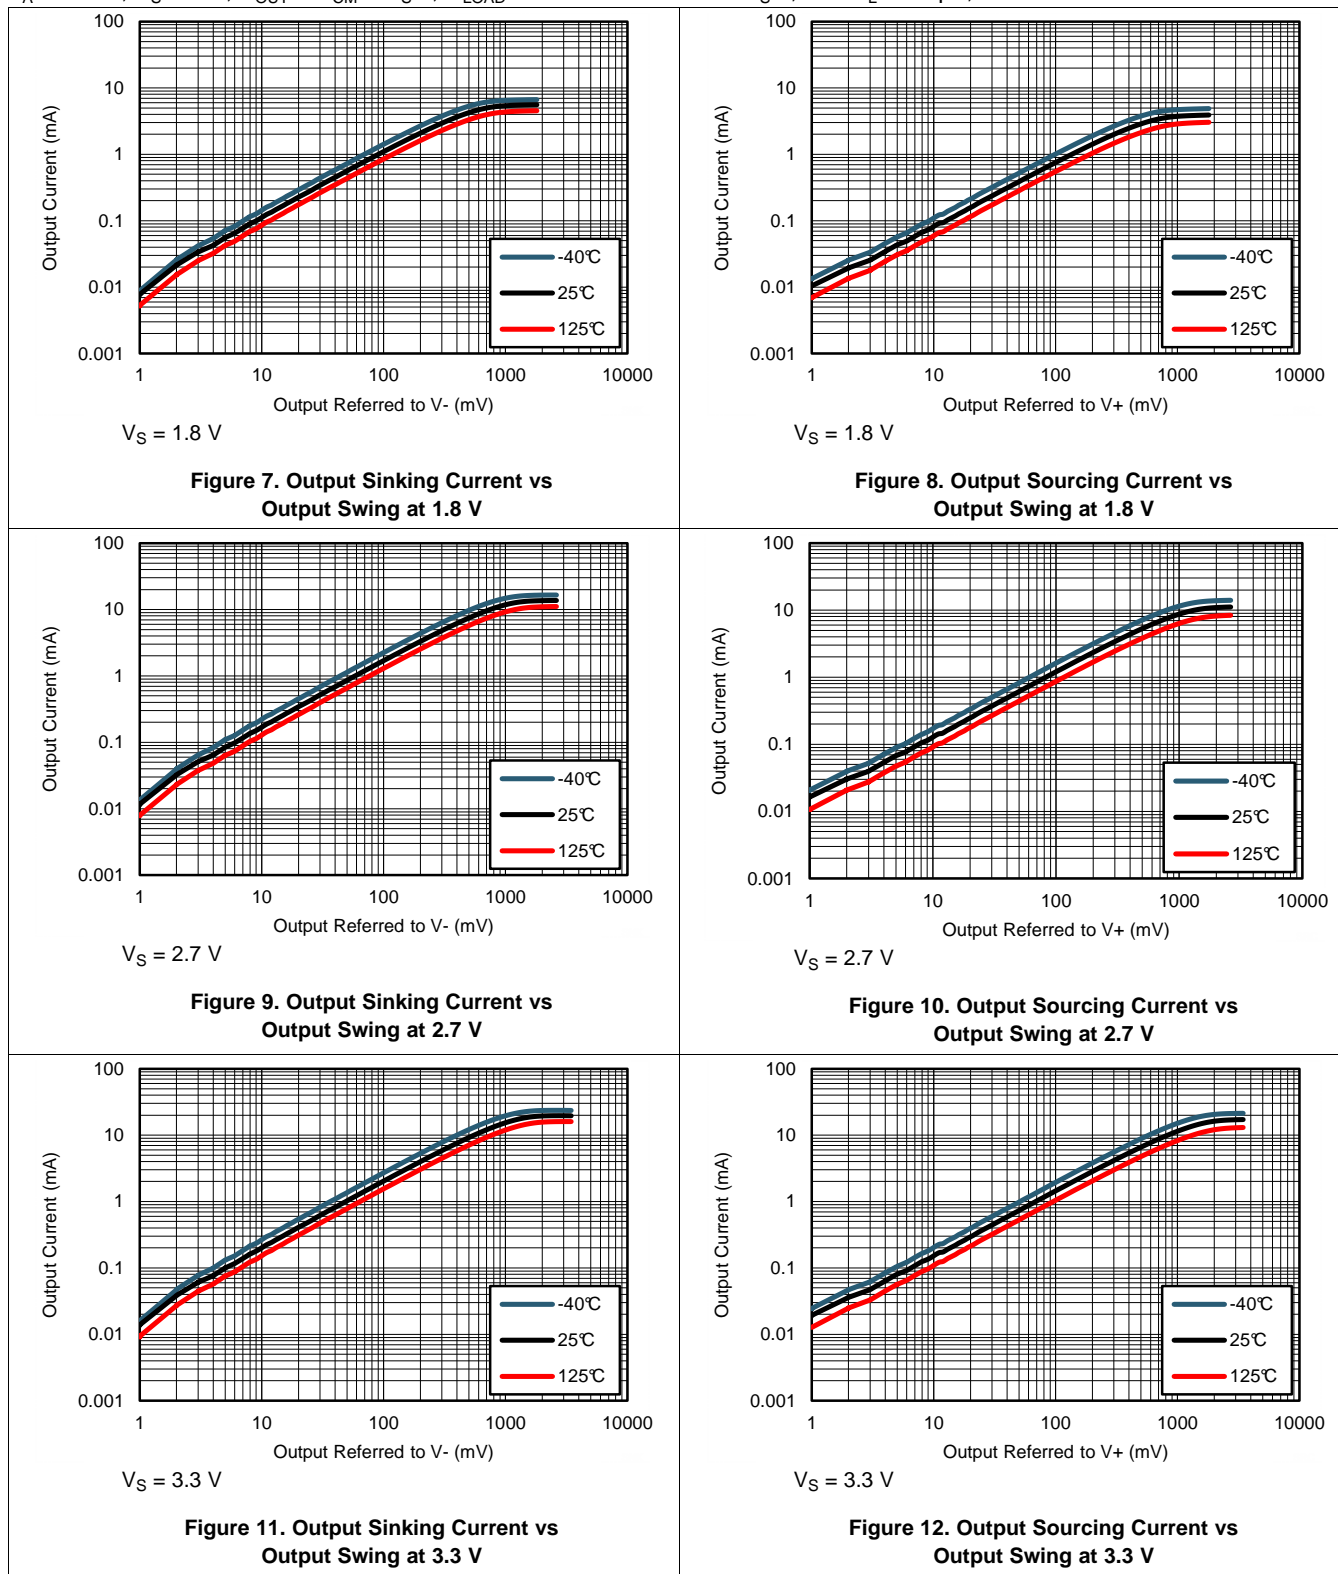 100
10
1
0.1
0.01
0.001
Output Current (mA)
-40°C
25°C
125°C
1 10 100 1000 10000
Output Referred to V- (mV)
VS = 1.8 V
Figure 7. Output Sinking Current vs
Output Swing at 1.8 V
100
10
1
0.1
0.01
0.001
Output Current (mA)
-40°C
25°C
125°C
1 10 100 1000 10000
Output Referred to V+ (mV)
VS = 1.8 V
Figure 8. Output Sourcing Current vs
Output Swing at 1.8 V
100
10
1
0.1
0.01
0.001
Output Current (mA)
-40°C
25°C
125°C
1 10 100 1000 10000
Output Referred to V- (mV)
VS = 2.7 V
Figure 9. Output Sinking Current vs
Output Swing at 2.7 V
100
10
1
0.1
0.01
0.001
Output Current (mA)
-40°C
25°C
125°C
1 10 100 1000 10000
Output Referred to V+ (mV)
VS = 2.7 V
Figure 10. Output Sourcing Current vs
Output Swing at 2.7 V
100
10
1
0.1
0.01
0.001
Output Current (mA)
-40°C
25°C
125°C
1 10 100 1000 10000
Output Referred to V- (mV)
VS = 3.3 V
Figure 11. Output Sinking Current vs
Output Swing at 3.3 V
100
10
1
0.1
0.01
0.001
Output Current (mA)
-40°C
25°C
125°C
1 10 100 1000 10000
Output Referred to V+ (mV)
VS = 3.3 V
Figure 12. Output Sourcing Current vs
Output Swing at 3.3 V